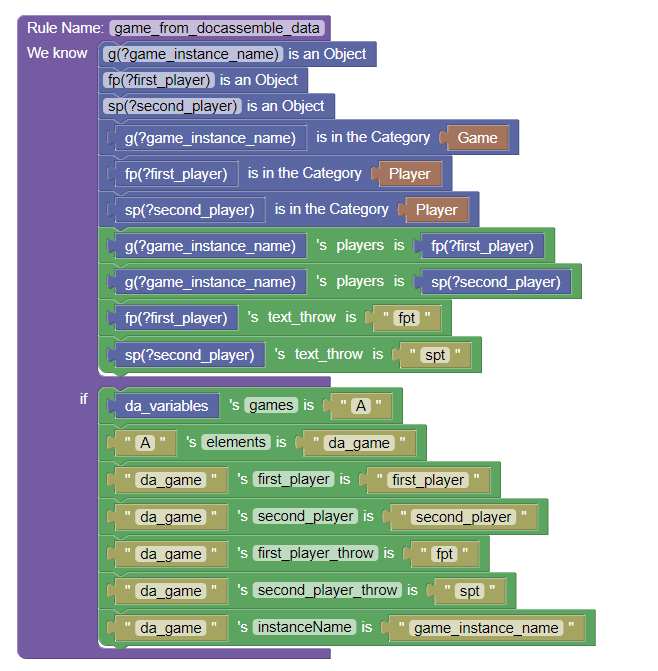 Rule Name: game_from_docassemble_data
We know g(?game_instance_name) is an Object
fp(?first_player) is an Object
sp(?second_player) is an Object
g(?game_instance_name) is in the Category Game
fp(?first_player) is in the Category Player
sp(?second_player) is in the Category Player
g(?game_instance_name) 's players is fp(?first_player)
g(?game_instance_name) 's players is sp(?second_player)
fp(?first_player) 's text_throw is " fpt "
sp(?second_player) 's text_throw is " spt "
if da_variables 's games is " A "
" A " 's elements is " da_game "
" da_game " 's first_player is " first_player "
" da_game " 's second_player is " second_player "
" da_game " 's first_player_throw is " fpt "
" da_game " 's second_player_throw is " spt "
" da_game " 's instanceName is " game_instance_name "